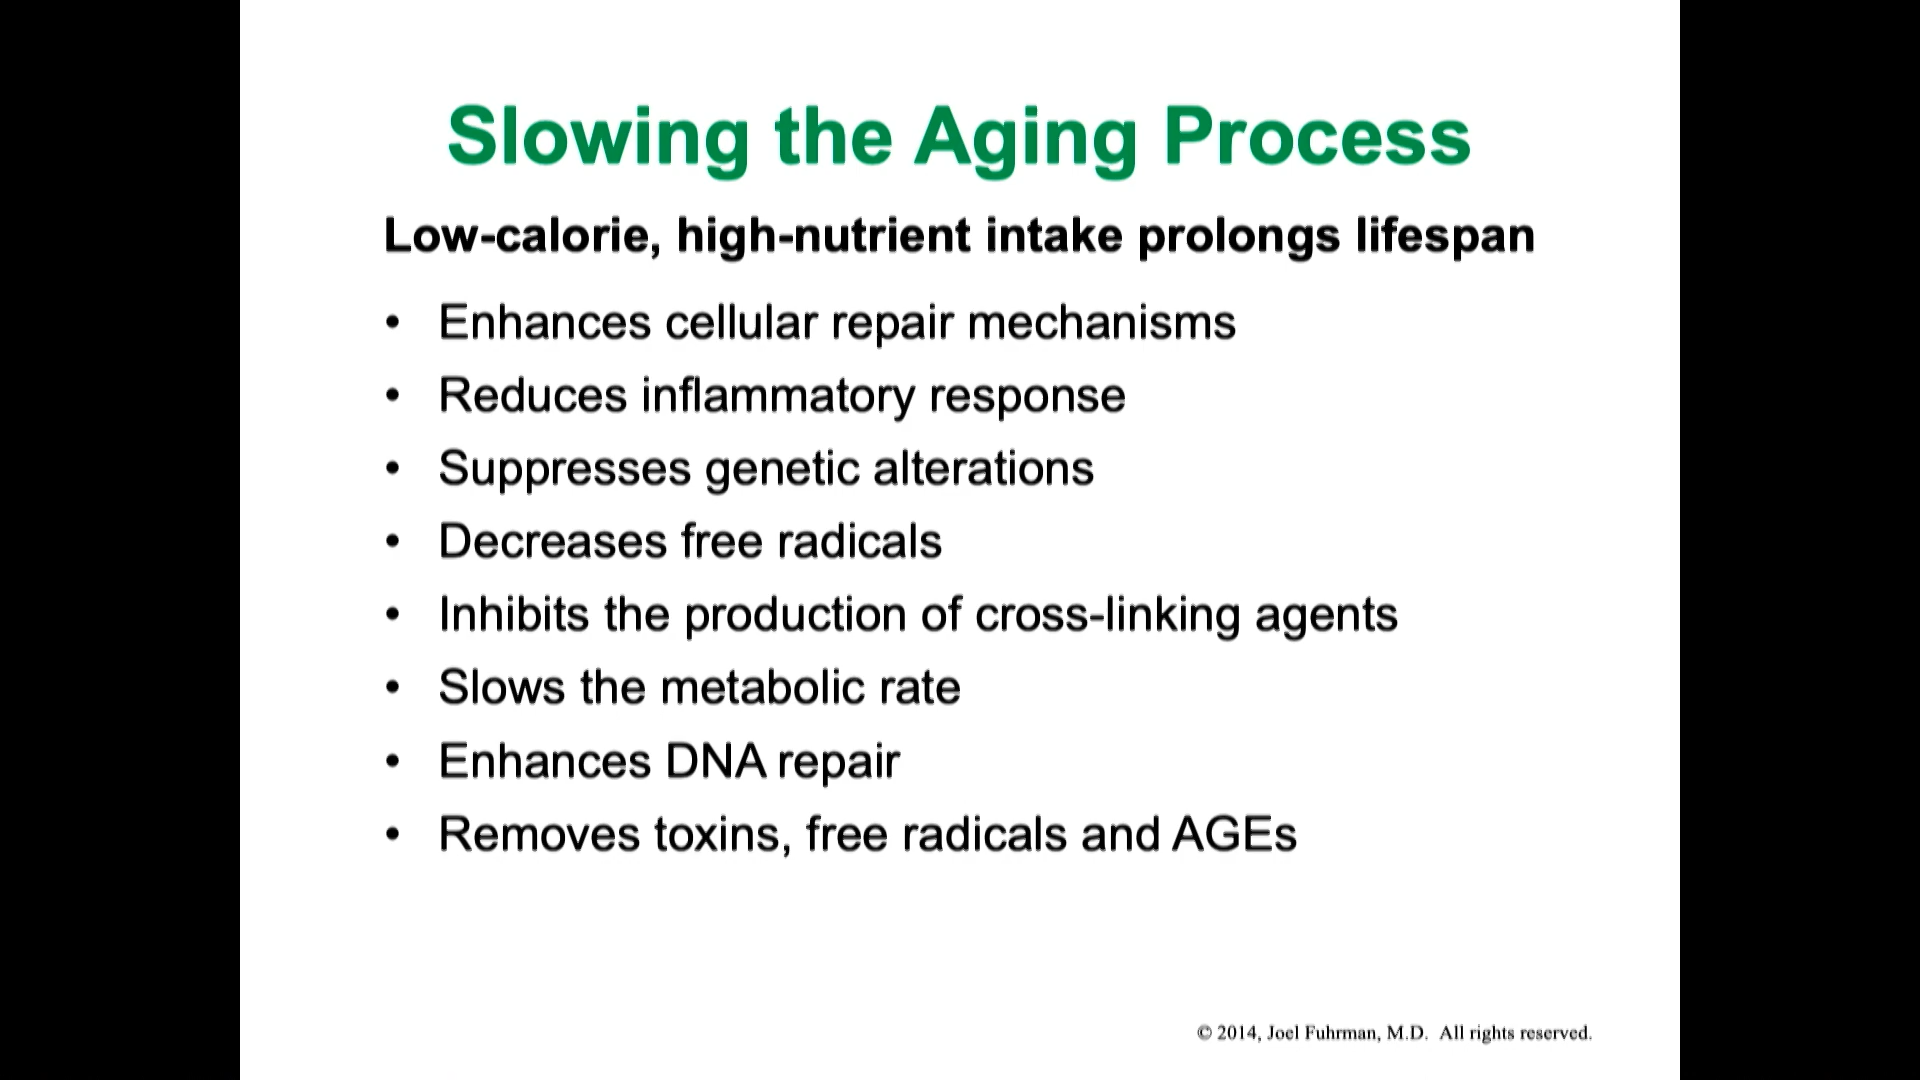 Slowing the Aging Process
Low-calorie, high-nutrient intake prolongs lifespan
• Enhances cellular repair mechanisms
• Reduces inflammatory response
• Suppresses genetic alterations
• Decreases free radicals
• Inhibits the production of cross-linking agents
• Slows the metabolic rate
• Enhances DNA repair
• Removes toxins, free radicals and AGEs
© 2014, Joel Fuhrman, M.D. All rights reserved.